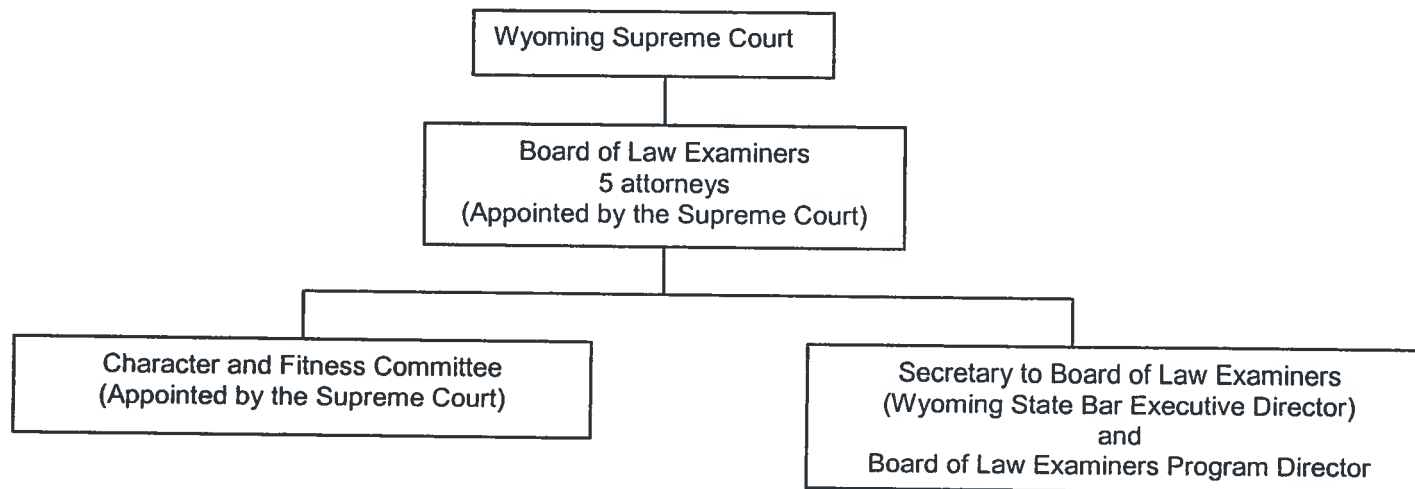 Wyoming Supreme Court
Board of Law Examiners
5 attorneys
(Appointed by the Supreme Court)
Character and Fitness Committee
(Appointed by the Supreme Court)
Secretary to Board of Law Examiners
(Wyoming State Bar Executive Director)
and
Board of Law Examiners Program Director